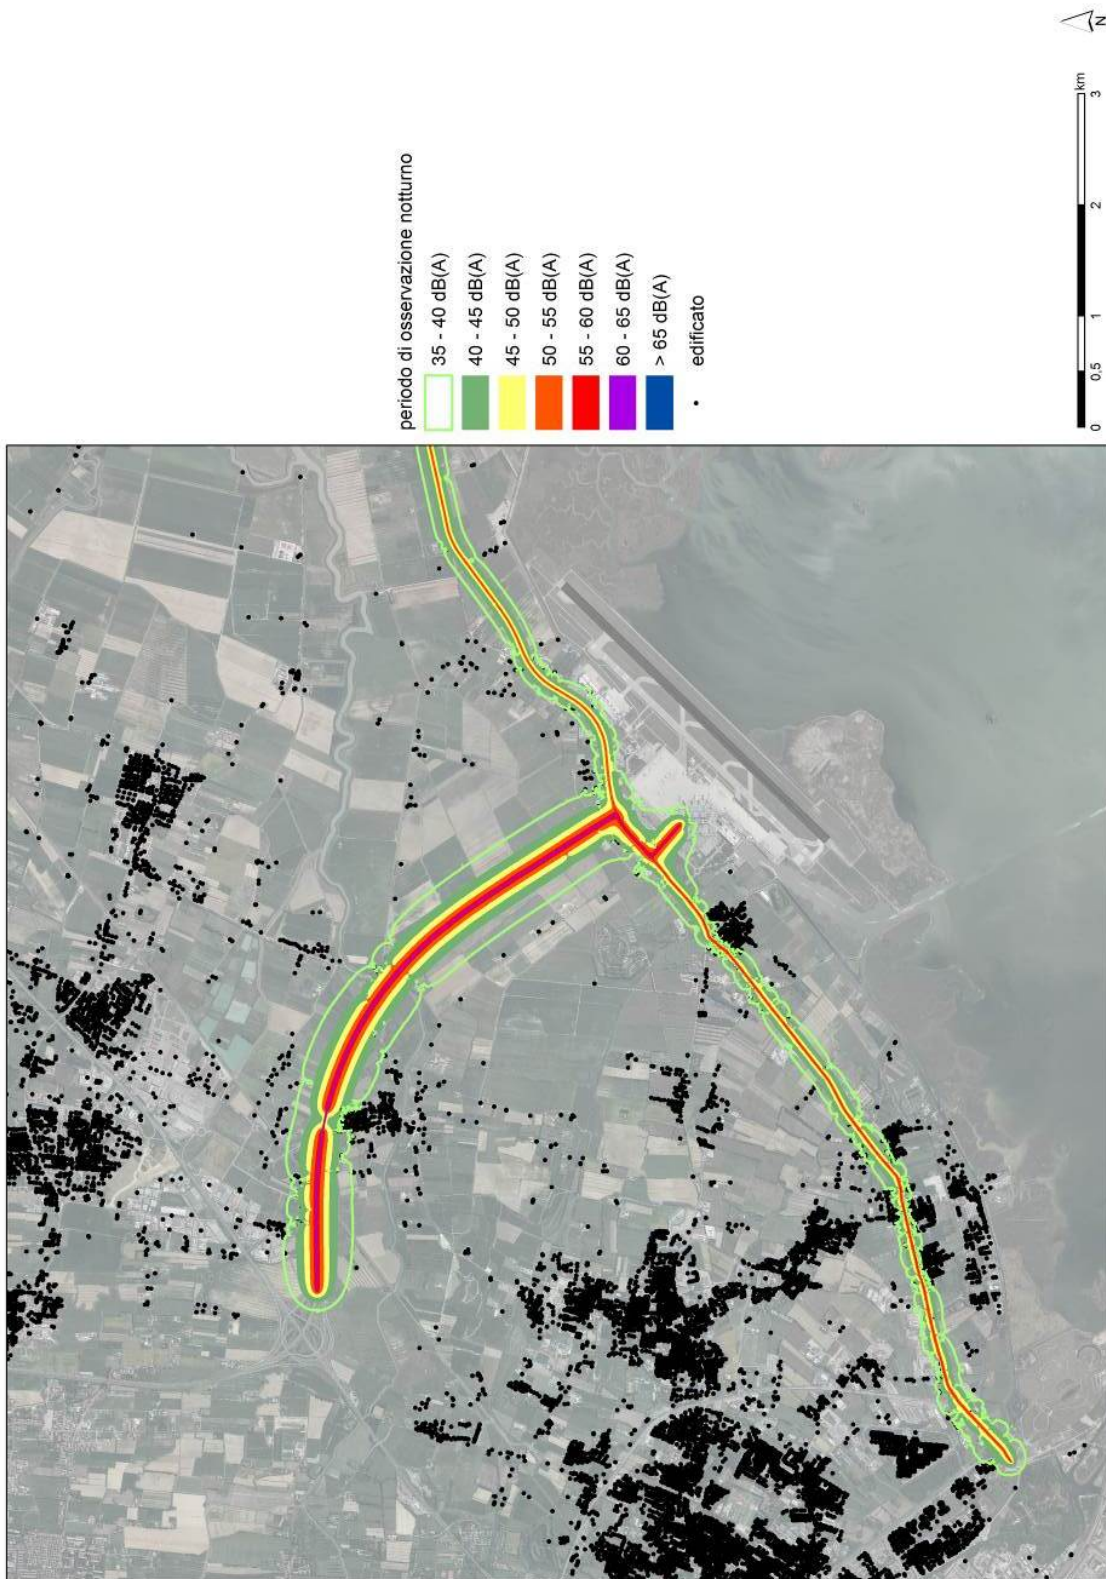 periodo di osservazione notturno
35 - 40 dB(A)
40 - 45 dB(A)
45 - 50 dB(A)
50 - 55 dB(A)
55 - 60 dB(A)
60 - 65 dB(A)
> 65 dB(A)
edificato
km
0 0.5 1 2 3
N